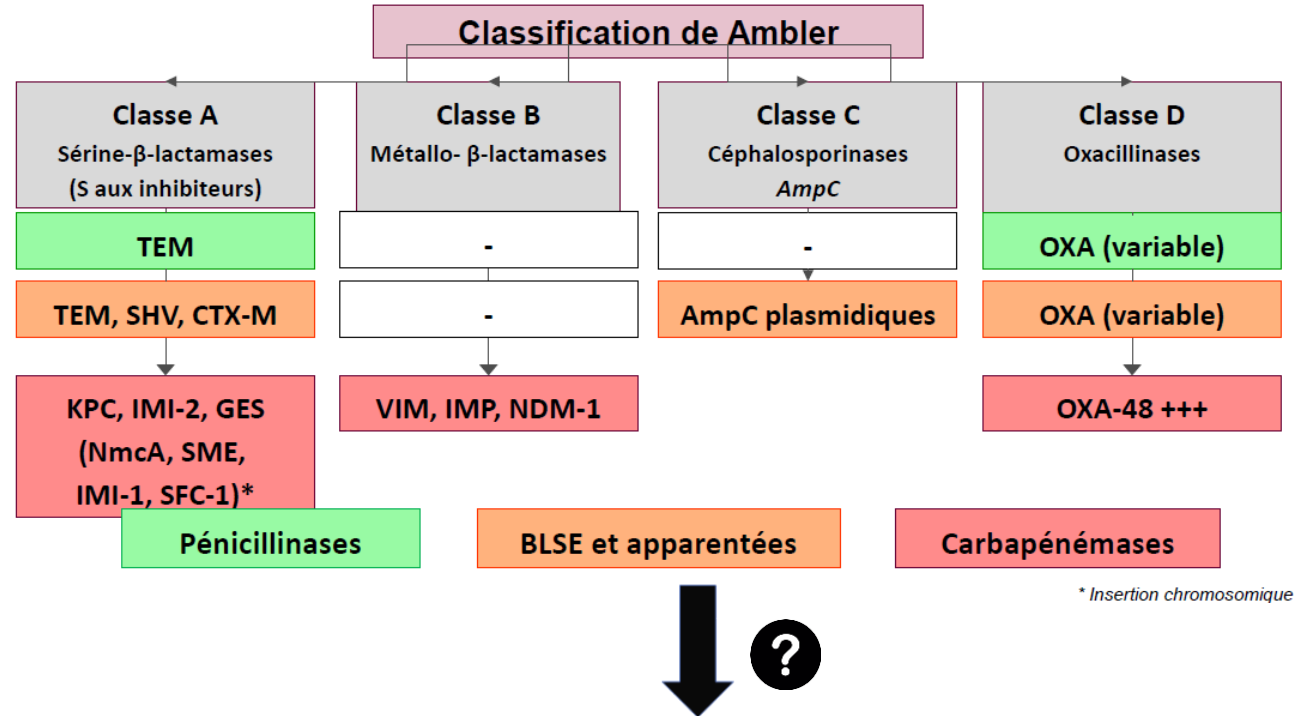 Classification de Ambler
Classe A
Sérine-β-lactamases
(S aux inhibiteurs)
Classe B
Métallo- β-lactamases
Classe C
Céphalosporinases
AmpC
Classe D
Oxacillinases
TEM
-
-
OXA (variable)
TEM, SHV, CTX-M
-
AmpC plasmidiques
OXA (variable)
KPC, IMI-2, GES
(NmcA, SME,
IMI-1, SFC-1)*
VIM, IMP, NDM-1
OXA-48 +++
Pénicillinases
BLSE et apparentées
Carbapénémases
* Insertion chromosomique
?